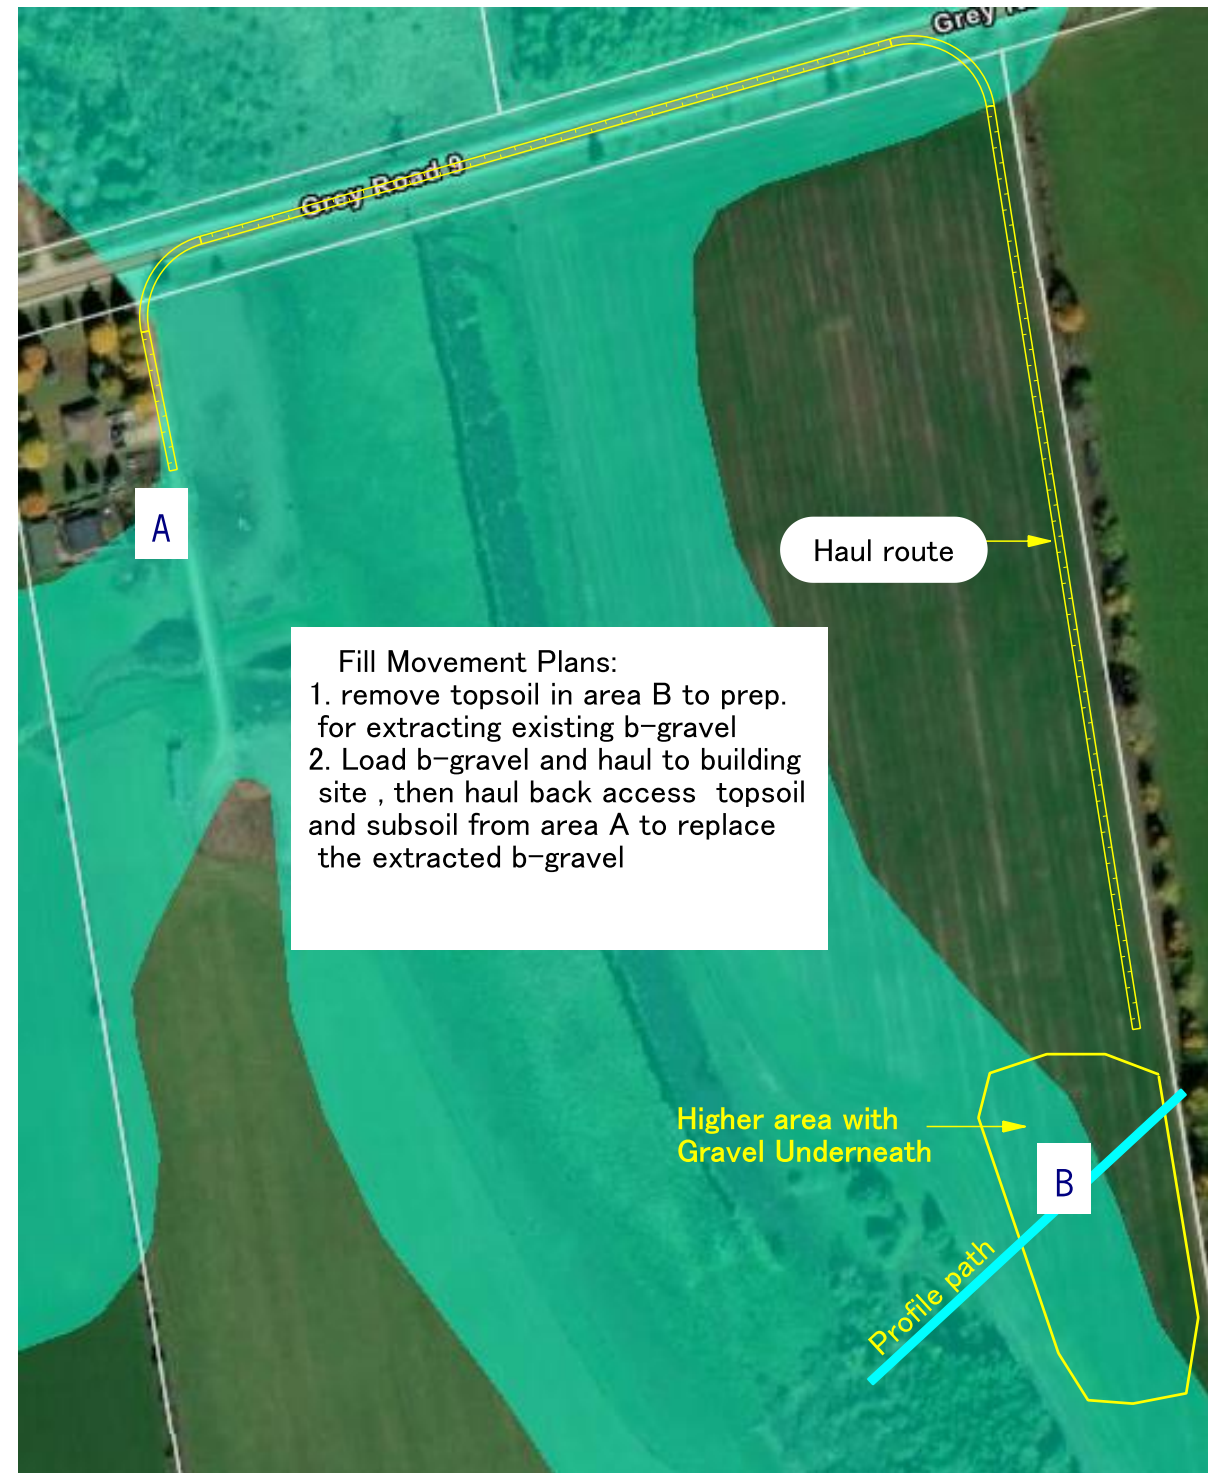 Grey
Grey Road 9
A
Haul route
Fill Movement Plans:
1. remove topsoil in area B to prep.
for extracting existing b-gravel
2. Load b-gravel and haul to building
site , then haul back access topsoil
and subsoil from area A to replace
the extracted b-gravel
Higher area with
Gravel Underneath
B
Profile path